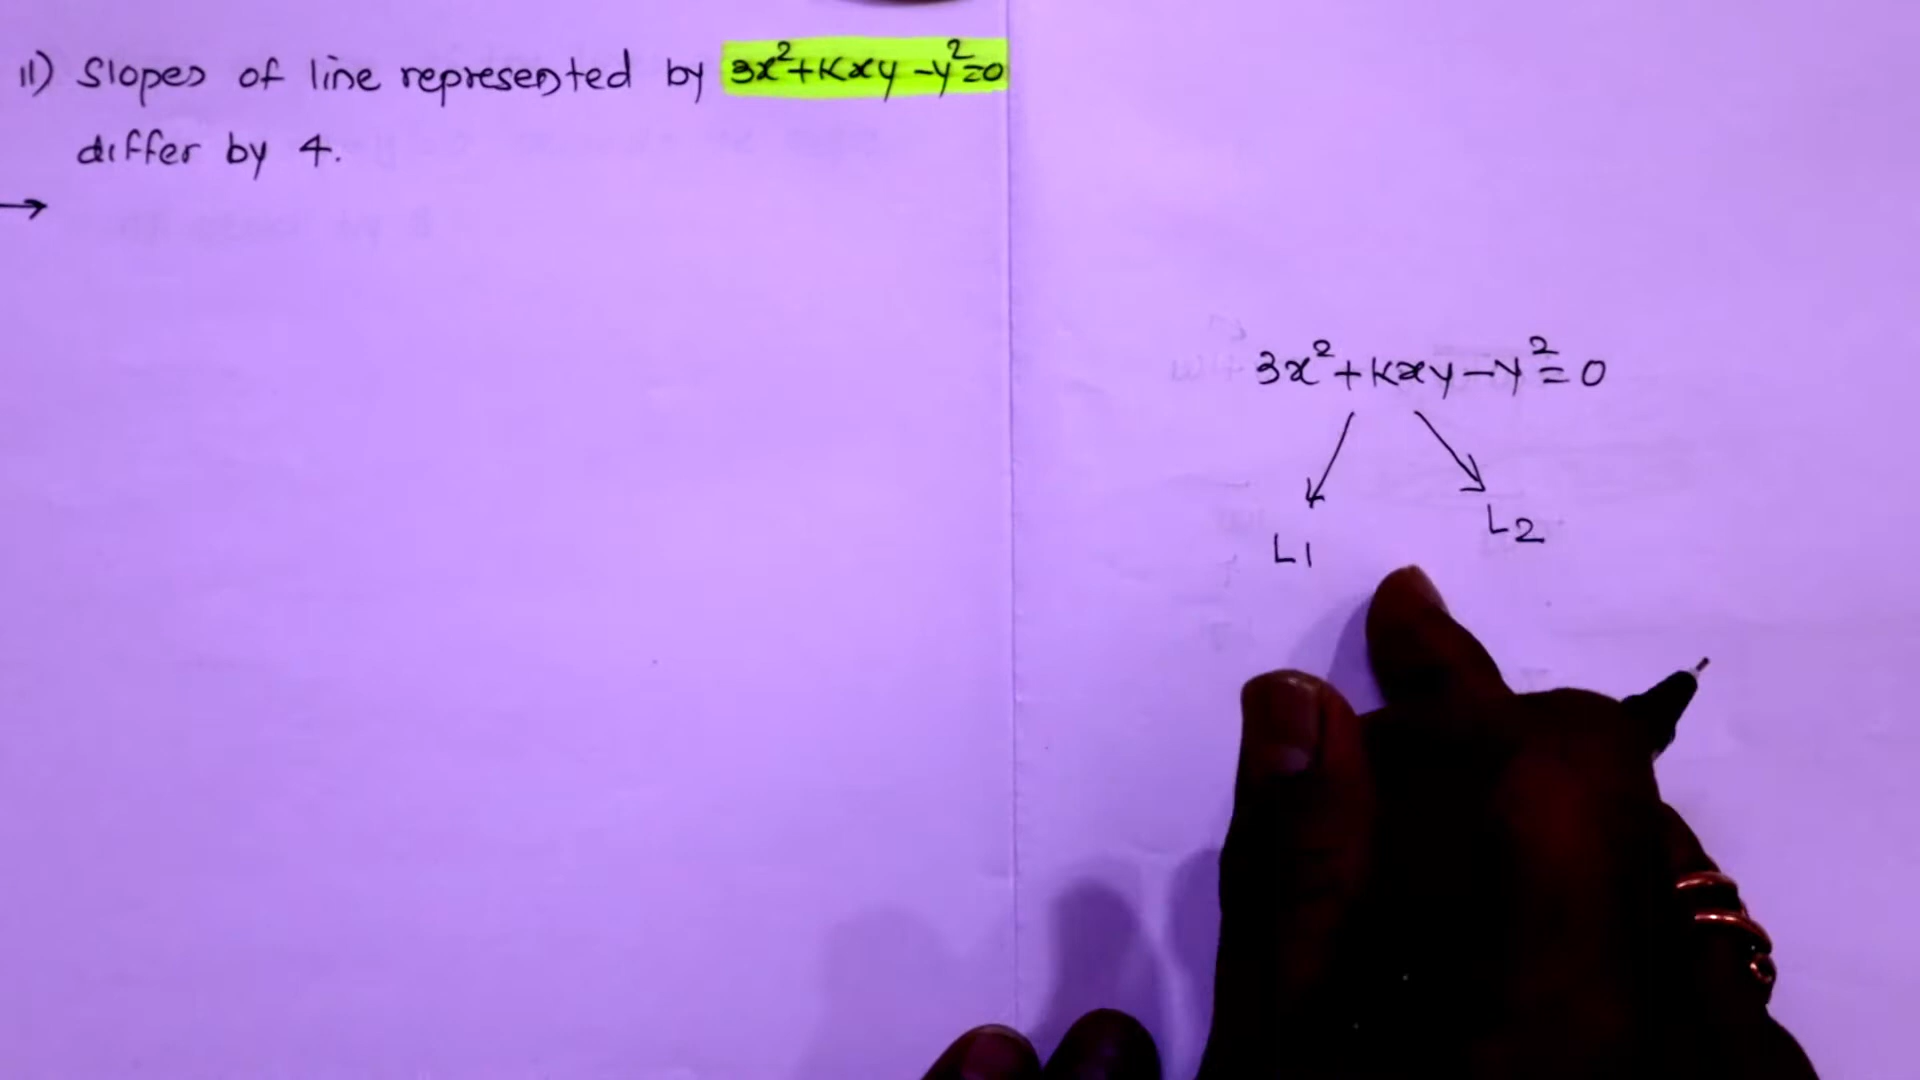 11) Slopes of line represented by 3x²+Kxy-y²=0
differ by 4.
→
3x²+Kxy-y²=0
L1
L2